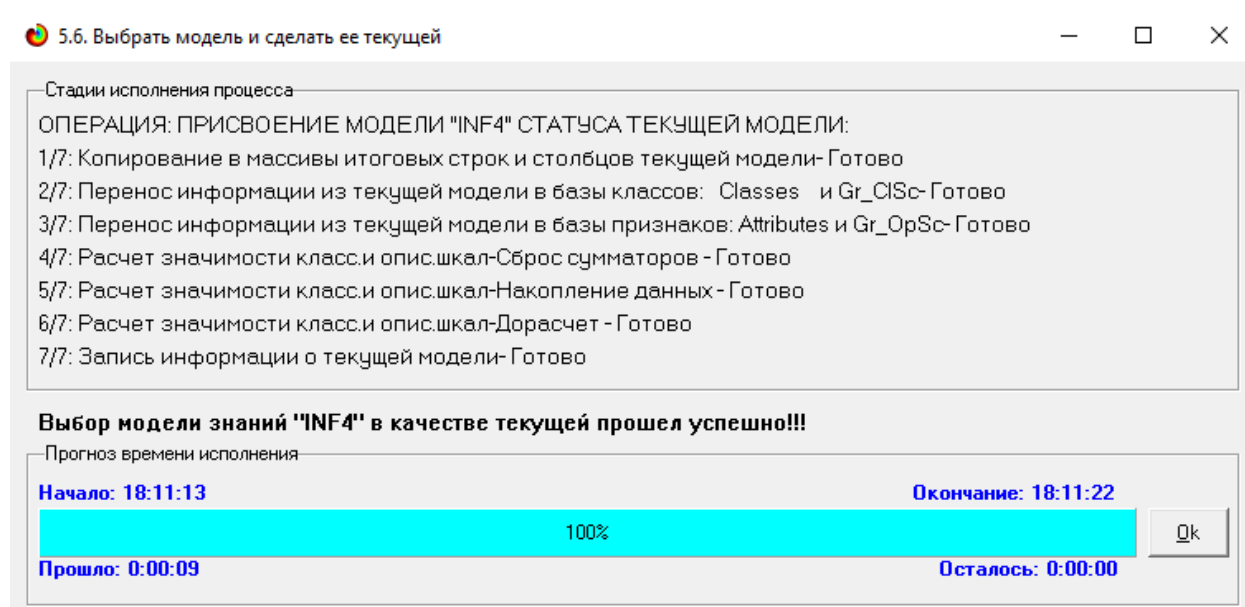 5.6. Выбрать модель и сделать ее текущей
Стадии исполнения процесса
ОПЕРАЦИЯ: ПРИСВОЕНИЕ МОДЕЛИ "INF4" СТАТУСА ТЕКУЩЕЙ МОДЕЛИ:
1/7: Копирование в массивы итоговых строк и столбцов текущей модели- Готово
2/7: Перенос информации из текущей модели в базы классов: Classes и Gr_ClSc- Готово
3/7: Перенос информации из текущей модели в базы признаков: Attributes и Gr_OpSc- Готово
4/7: Расчет значимости класс.и опис.шкал-Сброс сумматоров - Готово
5/7: Расчет значимости класс.и опис.шкал-Накопление данных - Готово
6/7: Расчет значимости класс.и опис.шкал-Дорасчет - Готово
7/7: Запись информации о текущей модели- Готово
Выбор модели знаний "INF4" в качестве текущей прошел успешно!!!
Прогноз времени исполнения
Начало: 18:11:13 Окончание: 18:11:22
100% Ok
Прошло: 0:00:09 Осталось: 0:00:00